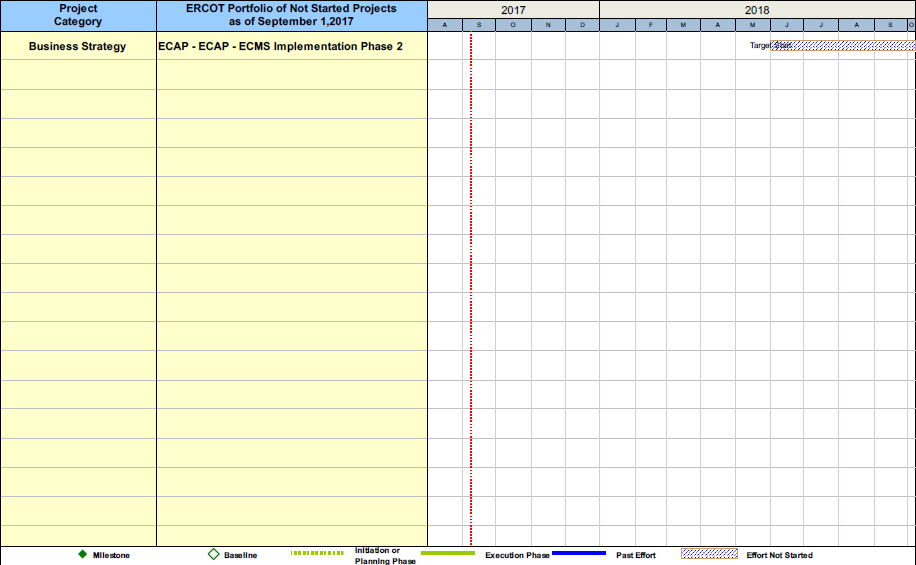 Project
Category
ERCOT Portfolio of Not Started Projects
as of September 1,2017
2017
2018
A S O N D J F M A M J J A S O
Business Strategy
ECAP - ECAP - ECMS Implementation Phase 2
Target Start
Milestone
Baseline
Initiation or
Planning Phase
Execution Phase
Past Effort
Effort Not Started